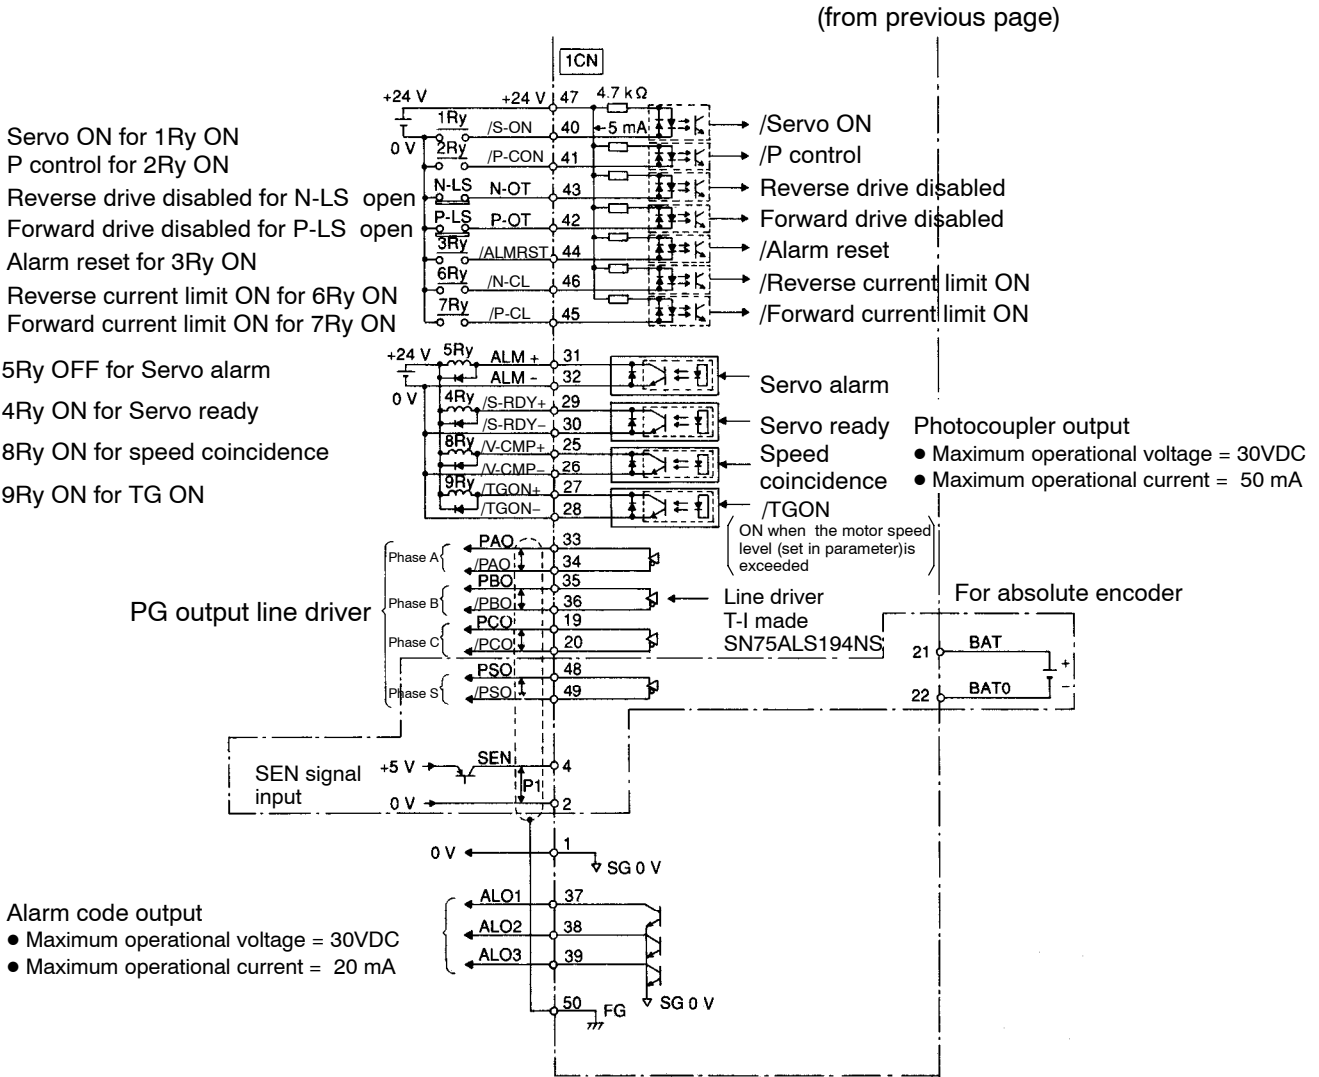 (from previous page)
1CN
+24 V
+24 V 47
4.7 k Ω
1Ry
/S-ON 40
5 mA
/Servo ON
Servo ON for 1Ry ON
0 V
2Ry
/P-CON 41
/P control
P control for 2Ry ON
N-LS
N-OT 43
Reverse drive disabled
Reverse drive disabled for N-LS open
P-LS
P-OT 42
Forward drive disabled
Forward drive disabled for P-LS open
3Ry
/ALMRST 44
/Alarm reset
Alarm reset for 3Ry ON
6Ry
/N-CL 46
/Reverse current limit ON
Reverse current limit ON for 6Ry ON
7Ry
/P-CL 45
/Forward current limit ON
Forward current limit ON for 7Ry ON
+24 V
5Ry
ALM + 31
5Ry OFF for Servo alarm
ALM − 32
Servo alarm
0 V
4Ry
/S-RDY+ 29
4Ry ON for Servo ready
/S-RDY− 30
Servo ready
8Ry
/V-CMP+ 25
8Ry ON for speed coincidence
/V-CMP− 26
Speed
coincidence
9Ry
/TGON+ 27
9Ry ON for TG ON
/TGON− 28
/TGON
ON when the motor speed
level (set in parameter)is
exceeded
Photocoupler output
● Maximum operational voltage = 30VDC
● Maximum operational current = 50 mA
PG output line driver
Phase A
PAO 33
/PAO 34
Phase B
PBO 35
/PBO 36
Phase C
PCO 19
/PCO 20
Phase S
PSO 48
/PSO 49
Line driver
T-I made
SN75ALS194NS
For absolute encoder
21 BAT
+
22 BAT0
−
SEN signal
input
+5 V
SEN 4
P1
0 V
2
0 V
1
SG 0 V
Alarm code output
● Maximum operational voltage = 30VDC
● Maximum operational current = 20 mA
ALO1 37
ALO2 38
ALO3 39
SG 0 V
50 FG